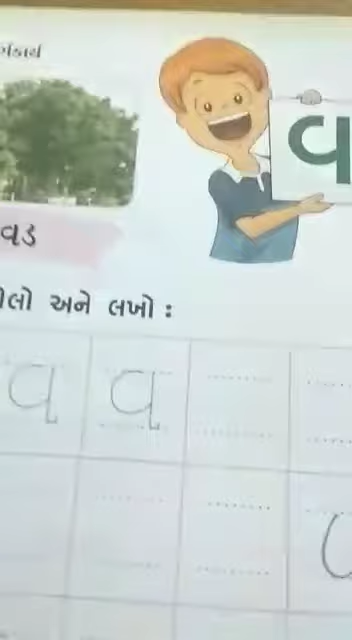 વ
વડ
બોલો અને લખો :
વ વ